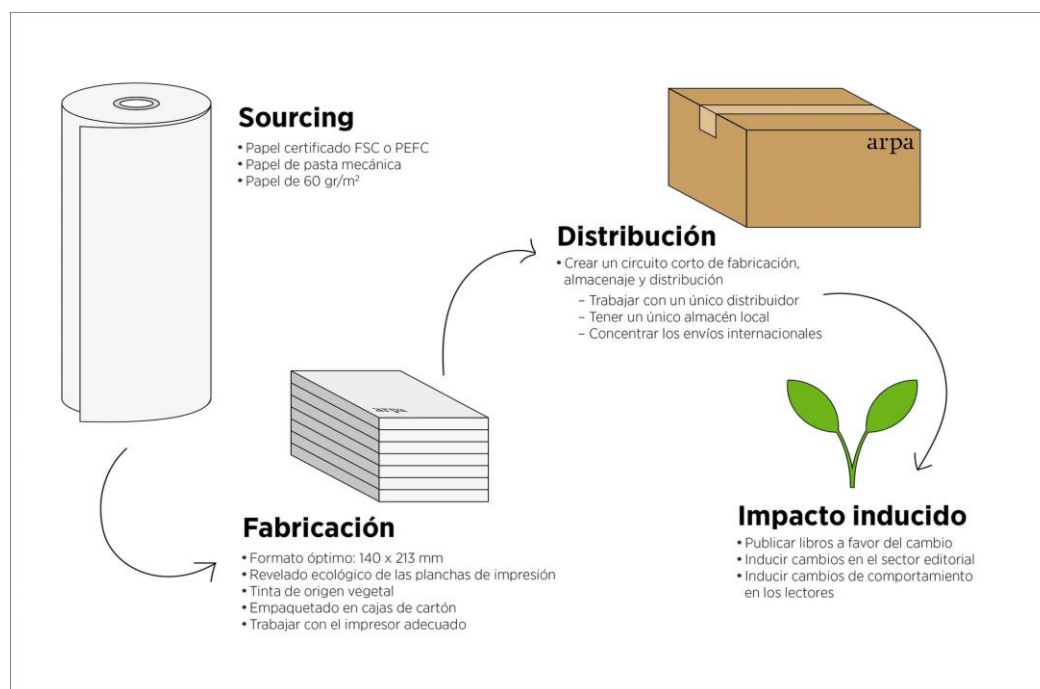 Sourcing
• Papel certificado FSC o PEFC
• Papel de pasta mecánica
• Papel de 60 gr/m²
arpa
Distribución
• Crear un circuito corto de fabricación,
almacenaje y distribución
– Trabajar con un único distribuidor
– Tener un único almacén local
– Concentrar los envíos internacionales
arpa
Fabricación
• Formato óptimo: 140 x 213 mm
• Revelado ecológico de las planchas de impresión
• Tinta de origen vegetal
• Empaquetado en cajas de cartón
• Trabajar con el impresor adecuado
Impacto inducido
• Publicar libros a favor del cambio
• Inducir cambios en el sector editorial
• Inducir cambios de comportamiento
en los lectores